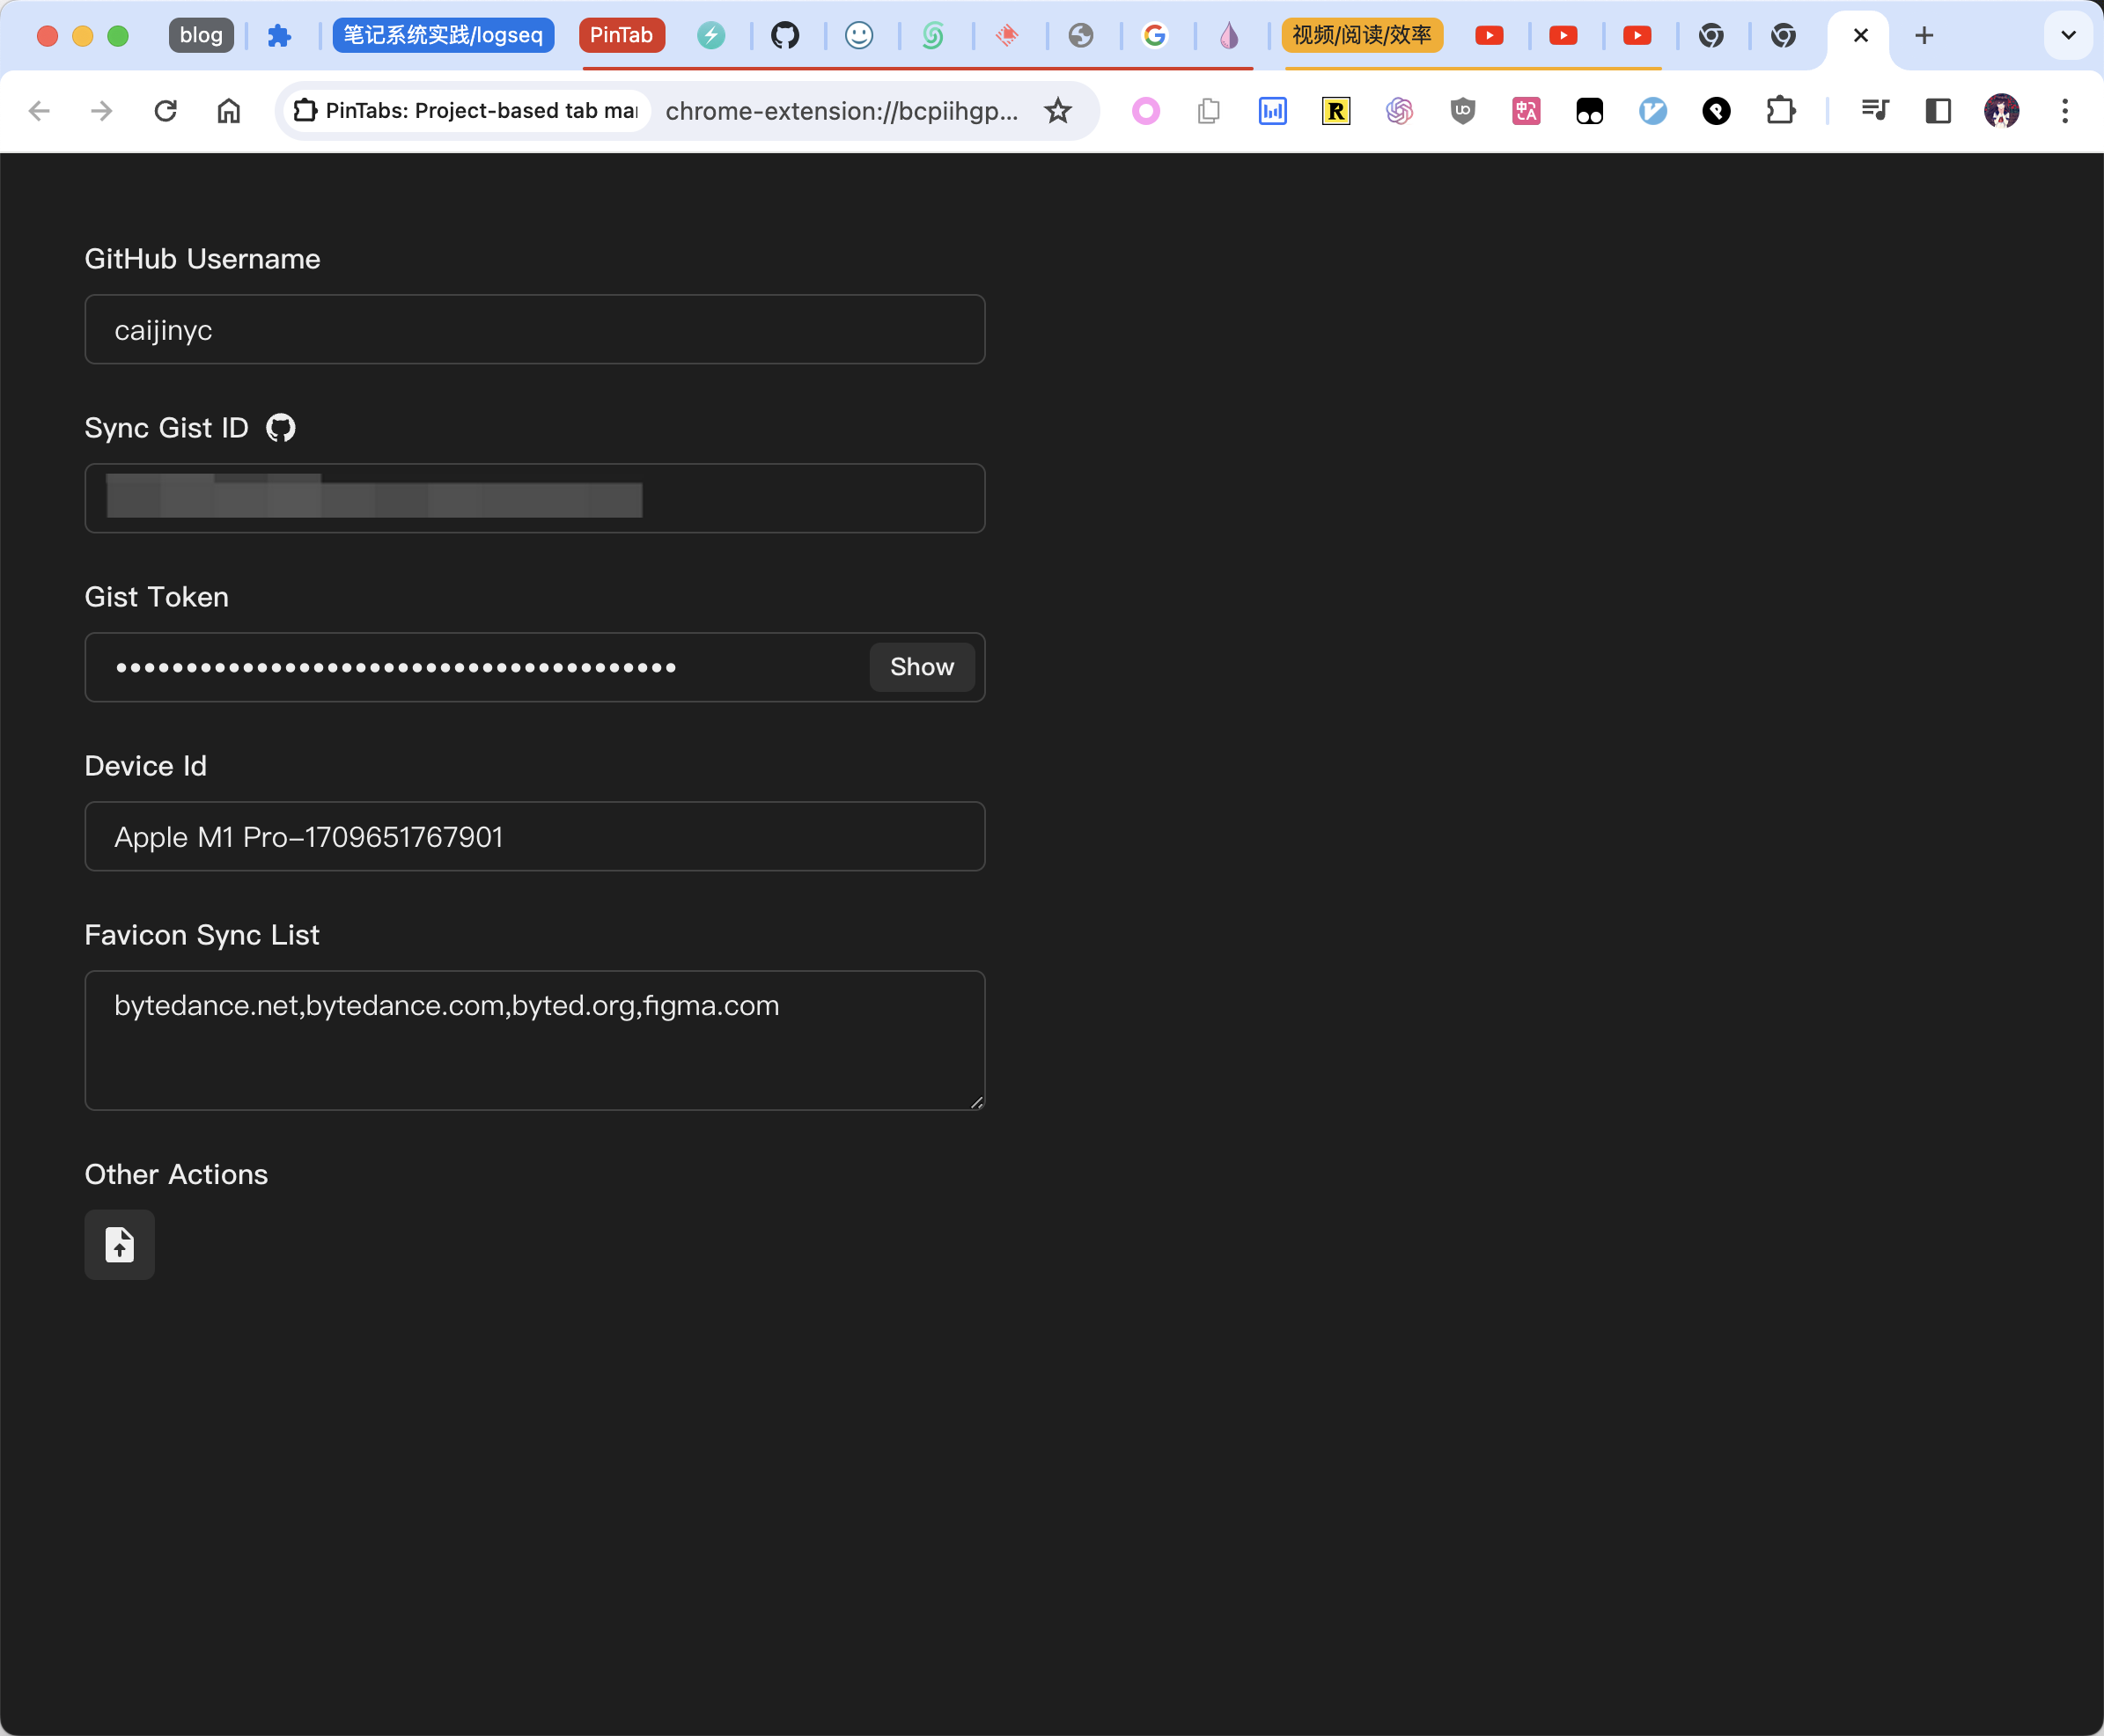 blog
笔记系统实践/logseq
PinTab
视频/阅读/效率
PinTabs: Project-based tab mai
chrome-extension://bcpiihgp...
GitHub Username
caijinyc
Sync Gist ID
Gist Token
Show
Device Id
Apple M1 Pro-1709651767901
Favicon Sync List
bytedance.net,bytedance.com,byted.org,figma.com
Other Actions